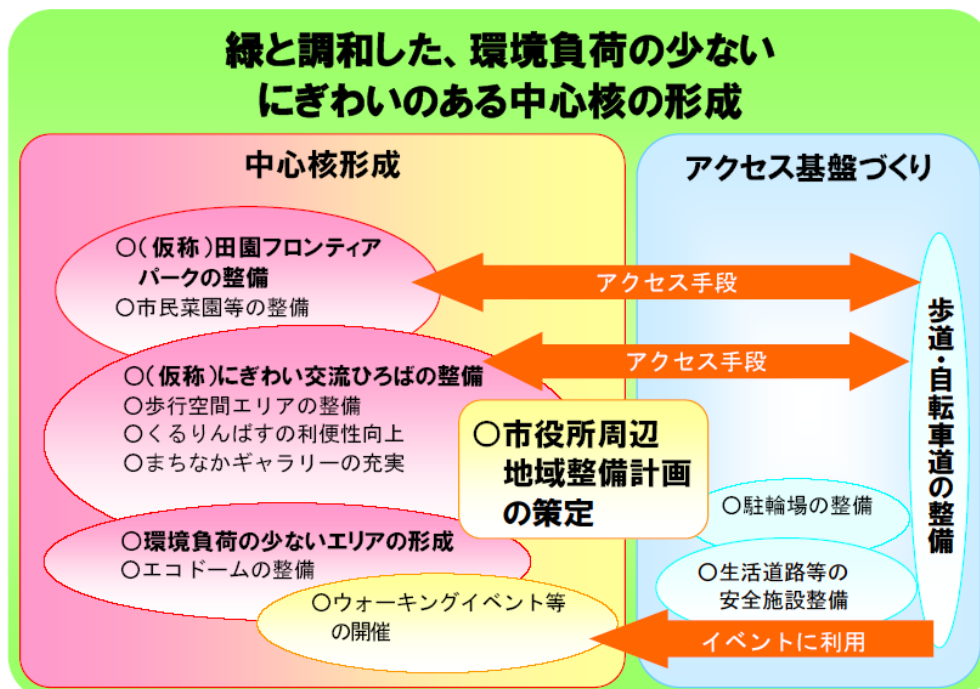 緑と調和した、環境負荷の少ない
にぎわいのある中心核の形成
中心核形成
○(仮称)田園フロンティア
パークの整備
○市民菜園等の整備
○(仮称)にぎわい交流ひろばの整備
○歩行空間エリアの整備
○くるりんばすの利便性向上
○まちなかギャラリーの充実
○環境負荷の少ないエリアの形成
○エコドームの整備
○ウォーキングイベント等
の開催
○市役所周辺
地域整備計画
の策定
アクセス基盤づくり
アクセス手段
アクセス手段
歩道・自転車道の整備
○駐輪場の整備
○生活道路等の
安全施設整備
イベントに利用